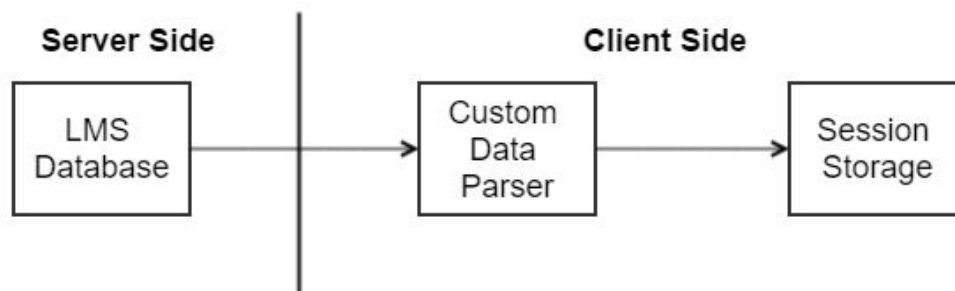 Server Side
Client Side
LMS
Database
Custom
Data
Parser
Session
Storage